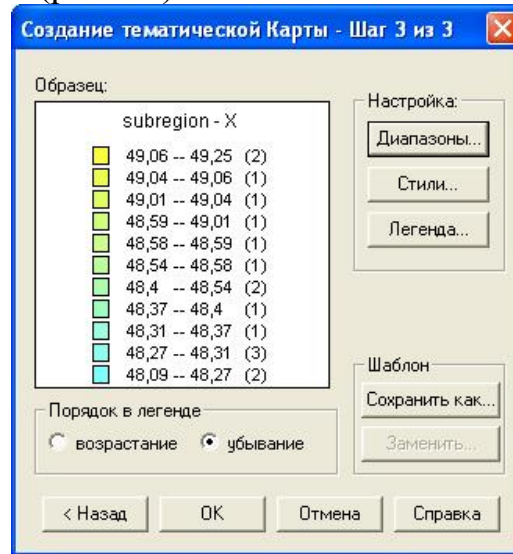 Создание тематической Карты - Шаг 3 из 3
Образец:
subregion - X
49,06 -- 49,25 (2)
49,04 -- 49,06 (1)
49,01 -- 49,04 (1)
48,59 -- 49,01 (1)
48,58 -- 48,59 (1)
48,54 -- 48,58 (1)
48,4 -- 48,54 (2)
48,37 -- 48,4 (1)
48,31 -- 48,37 (1)
48,27 -- 48,31 (3)
48,09 -- 48,27 (2)
Порядок в легенде
возрастание убывание
Настройка:
Диапазоны...
Стили...
Легенда...
Шаблон
Сохранить как...
Заменить...
< Назад OK Отмена Справка